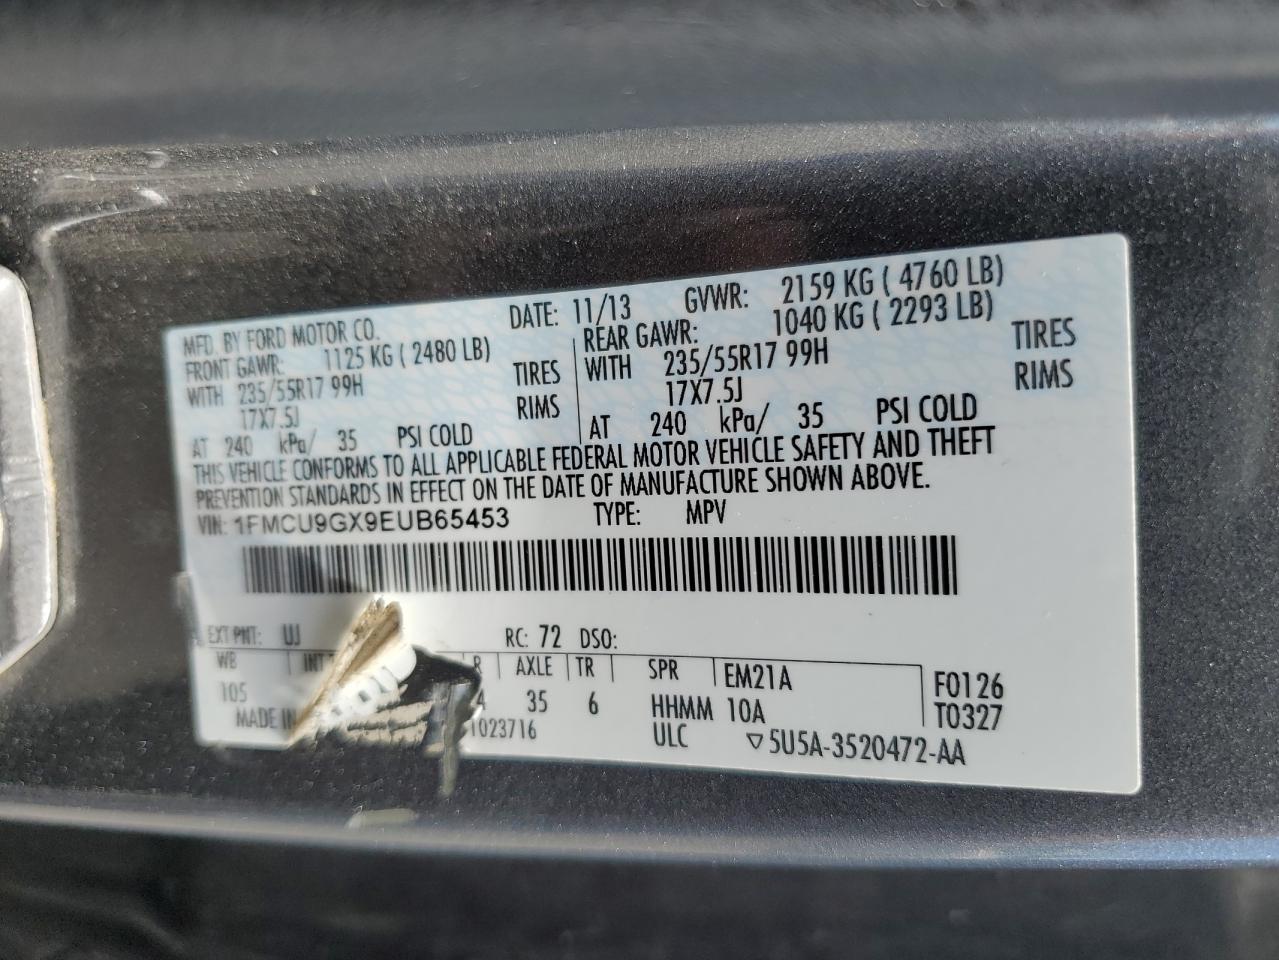 MFD. BY FORD MOTOR CO. DATE: 11/13 GVWR: 2159 KG ( 4760 LB)
FRONT GAWR: 1125 KG ( 2480 LB) REAR GAWR: 1040 KG ( 2293 LB)
WITH 235/55R17 99H TIRES WITH 235/55R17 99H TIRES
17X7.5J RIMS 17X7.5J RIMS
AT 240 kPa/ 35 PSI COLD AT 240 kPa/ 35 PSI COLD
THIS VEHICLE CONFORMS TO ALL APPLICABLE FEDERAL MOTOR VEHICLE SAFETY AND THEFT
PREVENTION STANDARDS IN EFFECT ON THE DATE OF MANUFACTURE SHOWN ABOVE.
VIN: 1FMCU9GX9EUB65453 TYPE: MPV
EXT PNT: UJ RC: 72 DSO:
WB INT R AXLE TR SPR EM21A F0126
105 4 35 6 HHMM 10A T0327
MADE IN 1023716 ULC ▽5U5A-3520472-AA